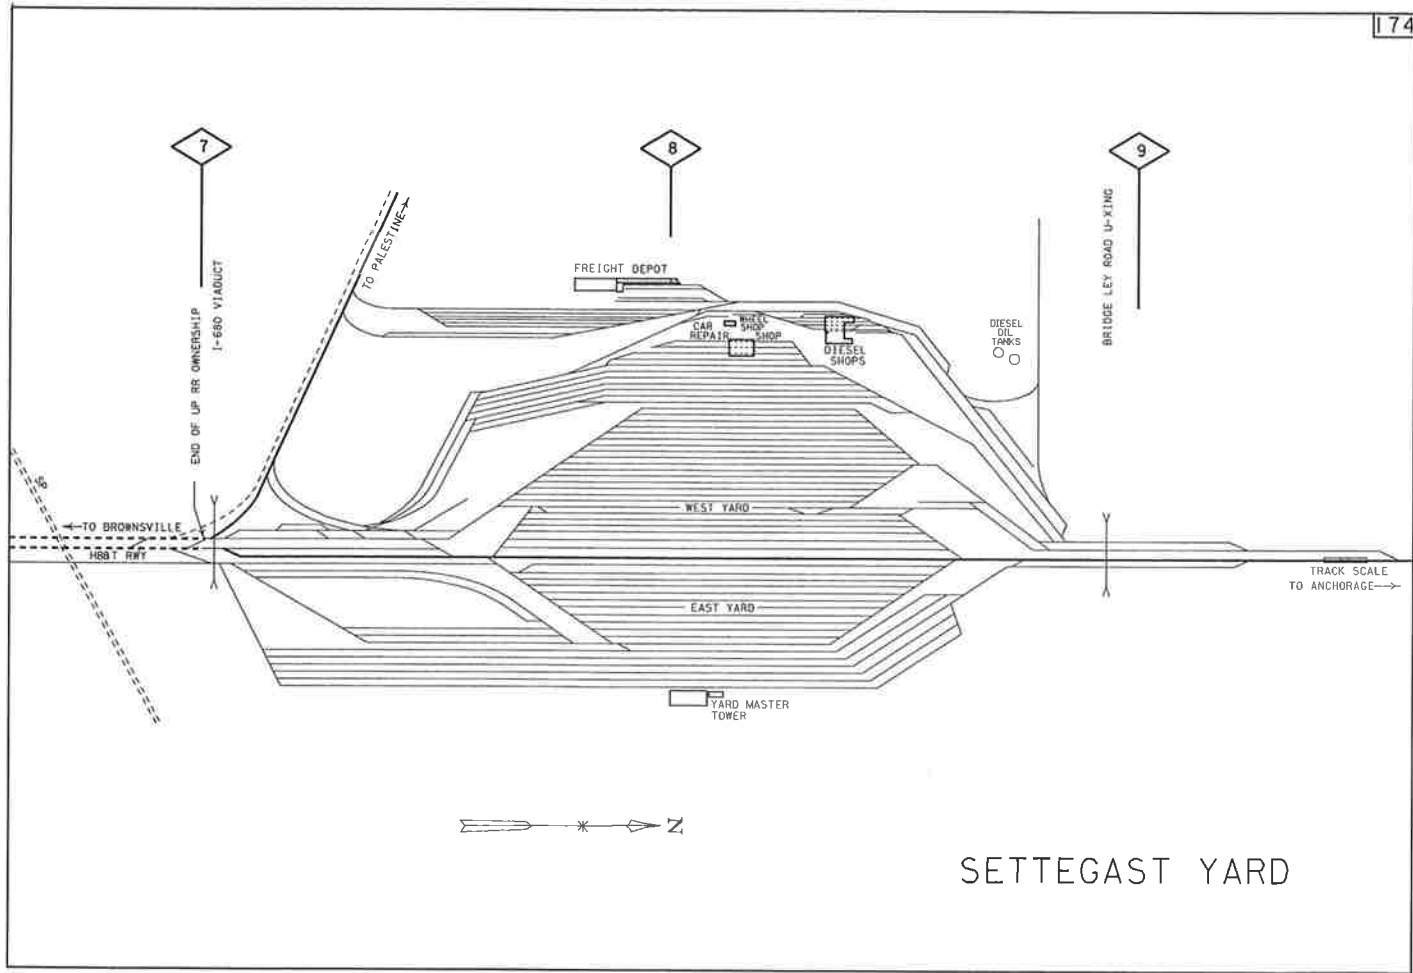 174
7
8
9
TO PALESTINE→
I-680 VIADUCT
END OF UP RR OWNERSHIP
BRIDGE LEY ROAD U-XING
FREIGHT DEPOT
WHEEL
SHOP
CAR
REPAIR
SHOP
DIESEL
SHOPS
DIESEL
OIL
TANKS
SP
←TO BROWNSVILLE
HB&T RWY
WEST YARD
EAST YARD
TRACK SCALE
TO ANCHORAGE→
YARD MASTER
TOWER
N
SETTEGAST YARD